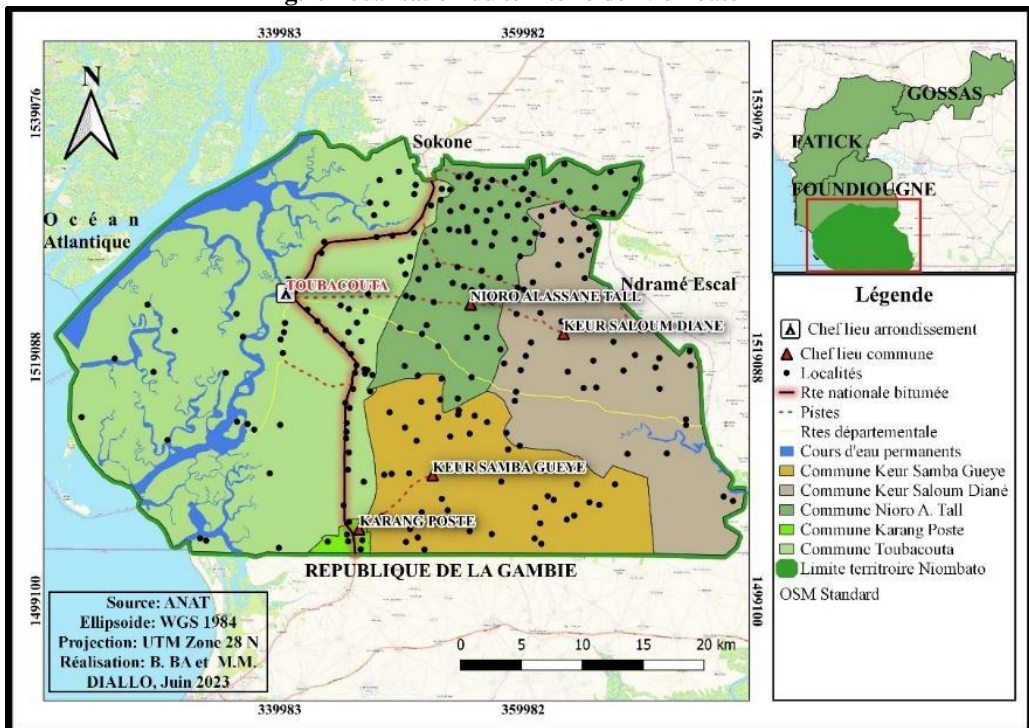 339983
359982
1539076
1539076
N
Sokone
Océan
Atlantique
TOUBACOUTA
NIORO ALASSANE TALL
Ndramé Escal
KEUR SALOUM DIANE
1519088
1519088
KEUR SAMBA GUEYE
KARANG POSTE
REPUBLIQUE DE LA GAMBIE
1499100
1499100
Source: ANAT
Ellipsoide: WGS 1984
Projection: UTM Zone 28 N
Réalisation: B. BA et M.M.
DIALLO, Juin 2023
0 5 10 15 20 km
339983
359982
GOSSAS
FATICK
FOUNDIOUGNE
Légende
Chef lieu arrondissement
Chef lieu commune
Localités
Rte nationale bitumée
Pistes
Rtes départementale
Cours d'eau permanents
Commune Keur Samba Gueye
Commune Keur Saloum Diané
Commune Nioro A. Tall
Commune Karang Poste
Commune Toubacouta
Limite territroire Niombato
OSM Standard